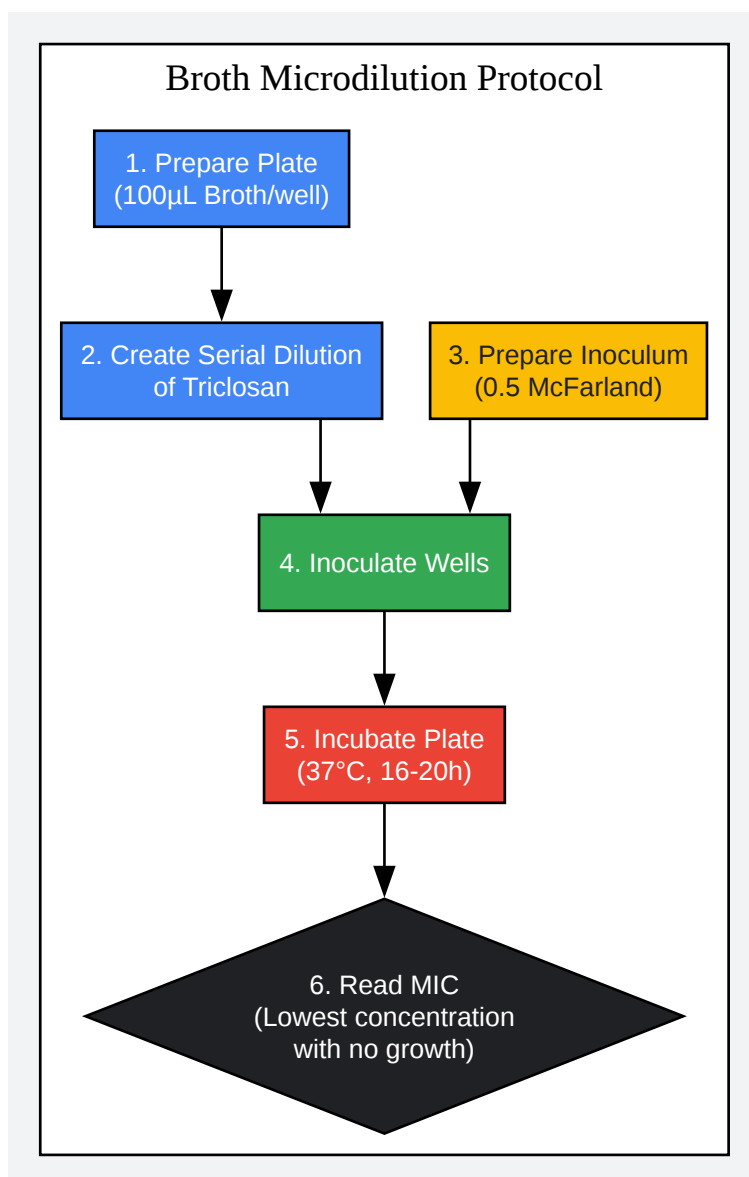 Broth Microdilution Protocol
1. Prepare Plate
(100µL Broth/well)
2. Create Serial Dilution
of Triclosan
3. Prepare Inoculum
(0.5 McFarland)
4. Inoculate Wells
5. Incubate Plate
(37°C, 16-20h)
6. Read MIC
(Lowest concentration
with no growth)